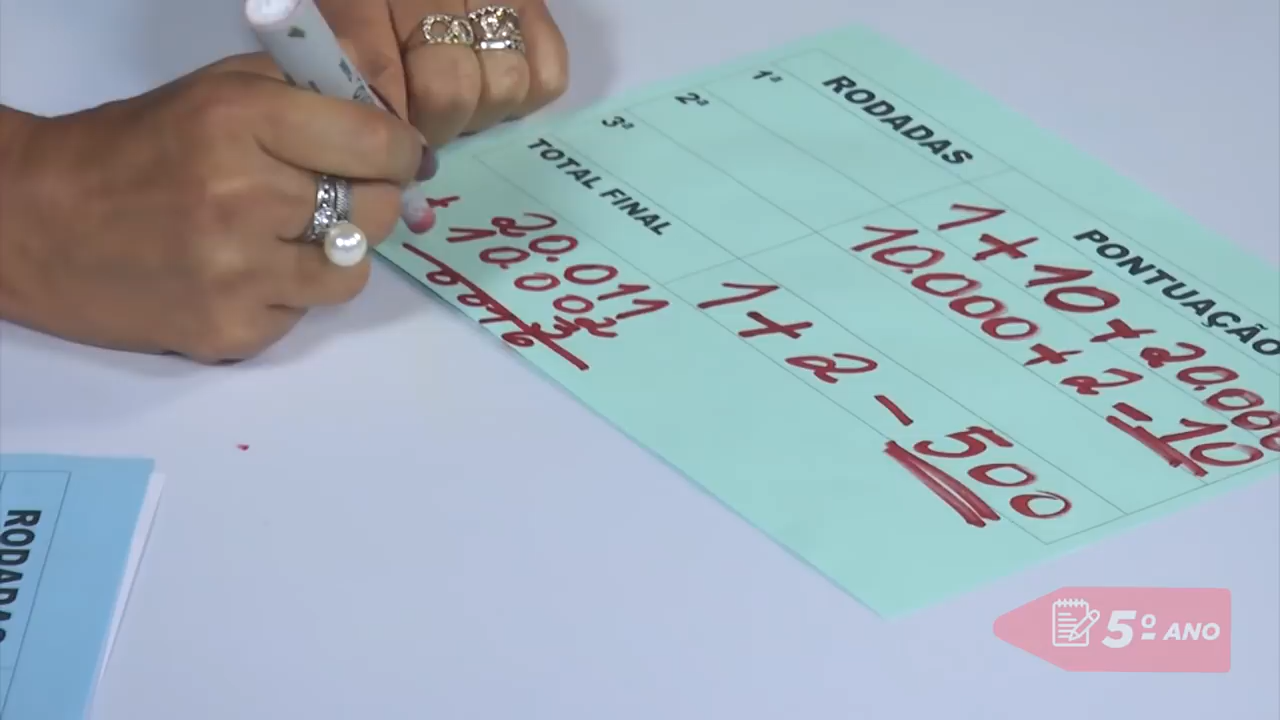 RODADAS PONTUAÇÃO
1ª 1+10+20.000
2ª 10.000+2-10
3ª 1+2-500
TOTAL FINAL
+ 20.011
10.002
RODADAS
5º ANO